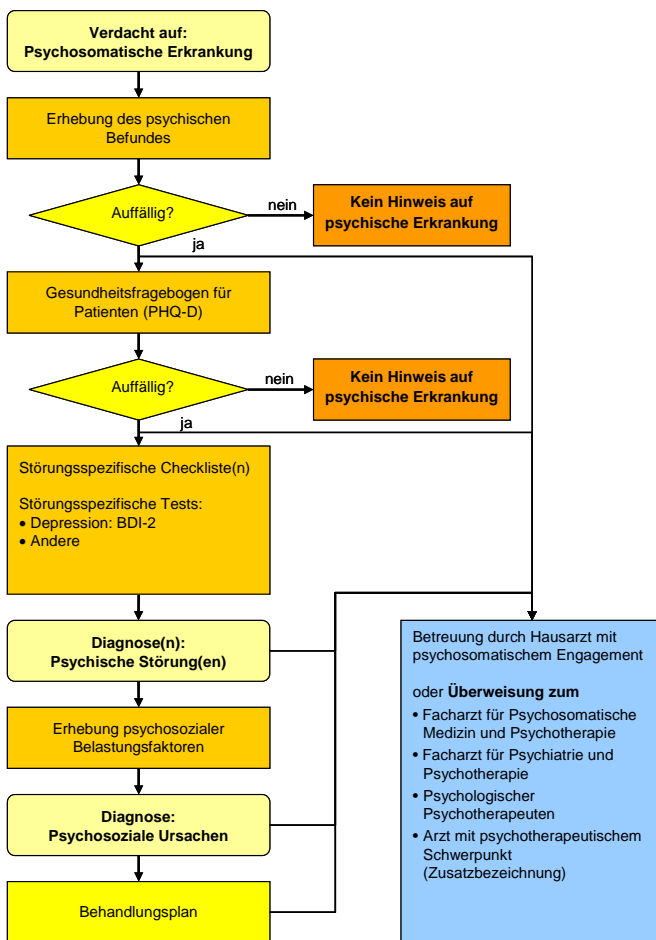 Verdacht auf:
Psychosomatische Erkrankung
Erhebung des psychischen
Befundes
Auffällig?
nein
Kein Hinweis auf
psychische Erkrankung
ja
Gesundheitsfragebogen für
Patienten (PHQ-D)
Auffällig?
nein
Kein Hinweis auf
psychische Erkrankung
ja
Störungsspezifische Checkliste(n)
Störungsspezifische Tests:
• Depression: BDI-2
• Andere
Diagnose(n):
Psychische Störung(en)
Erhebung psychosozialer
Belastungsfaktoren
Diagnose:
Psychosoziale Ursachen
Behandlungsplan
Betreuung durch Hausarzt mit
psychosomatischem Engagement
oder Überweisung zum
• Facharzt für Psychosomatische
Medizin und Psychotherapie
• Facharzt für Psychiatrie und
Psychotherapie
• Psychologischer
Psychotherapeuten
• Arzt mit psychotherapeutischem
Schwerpunkt
(Zusatzbezeichnung)